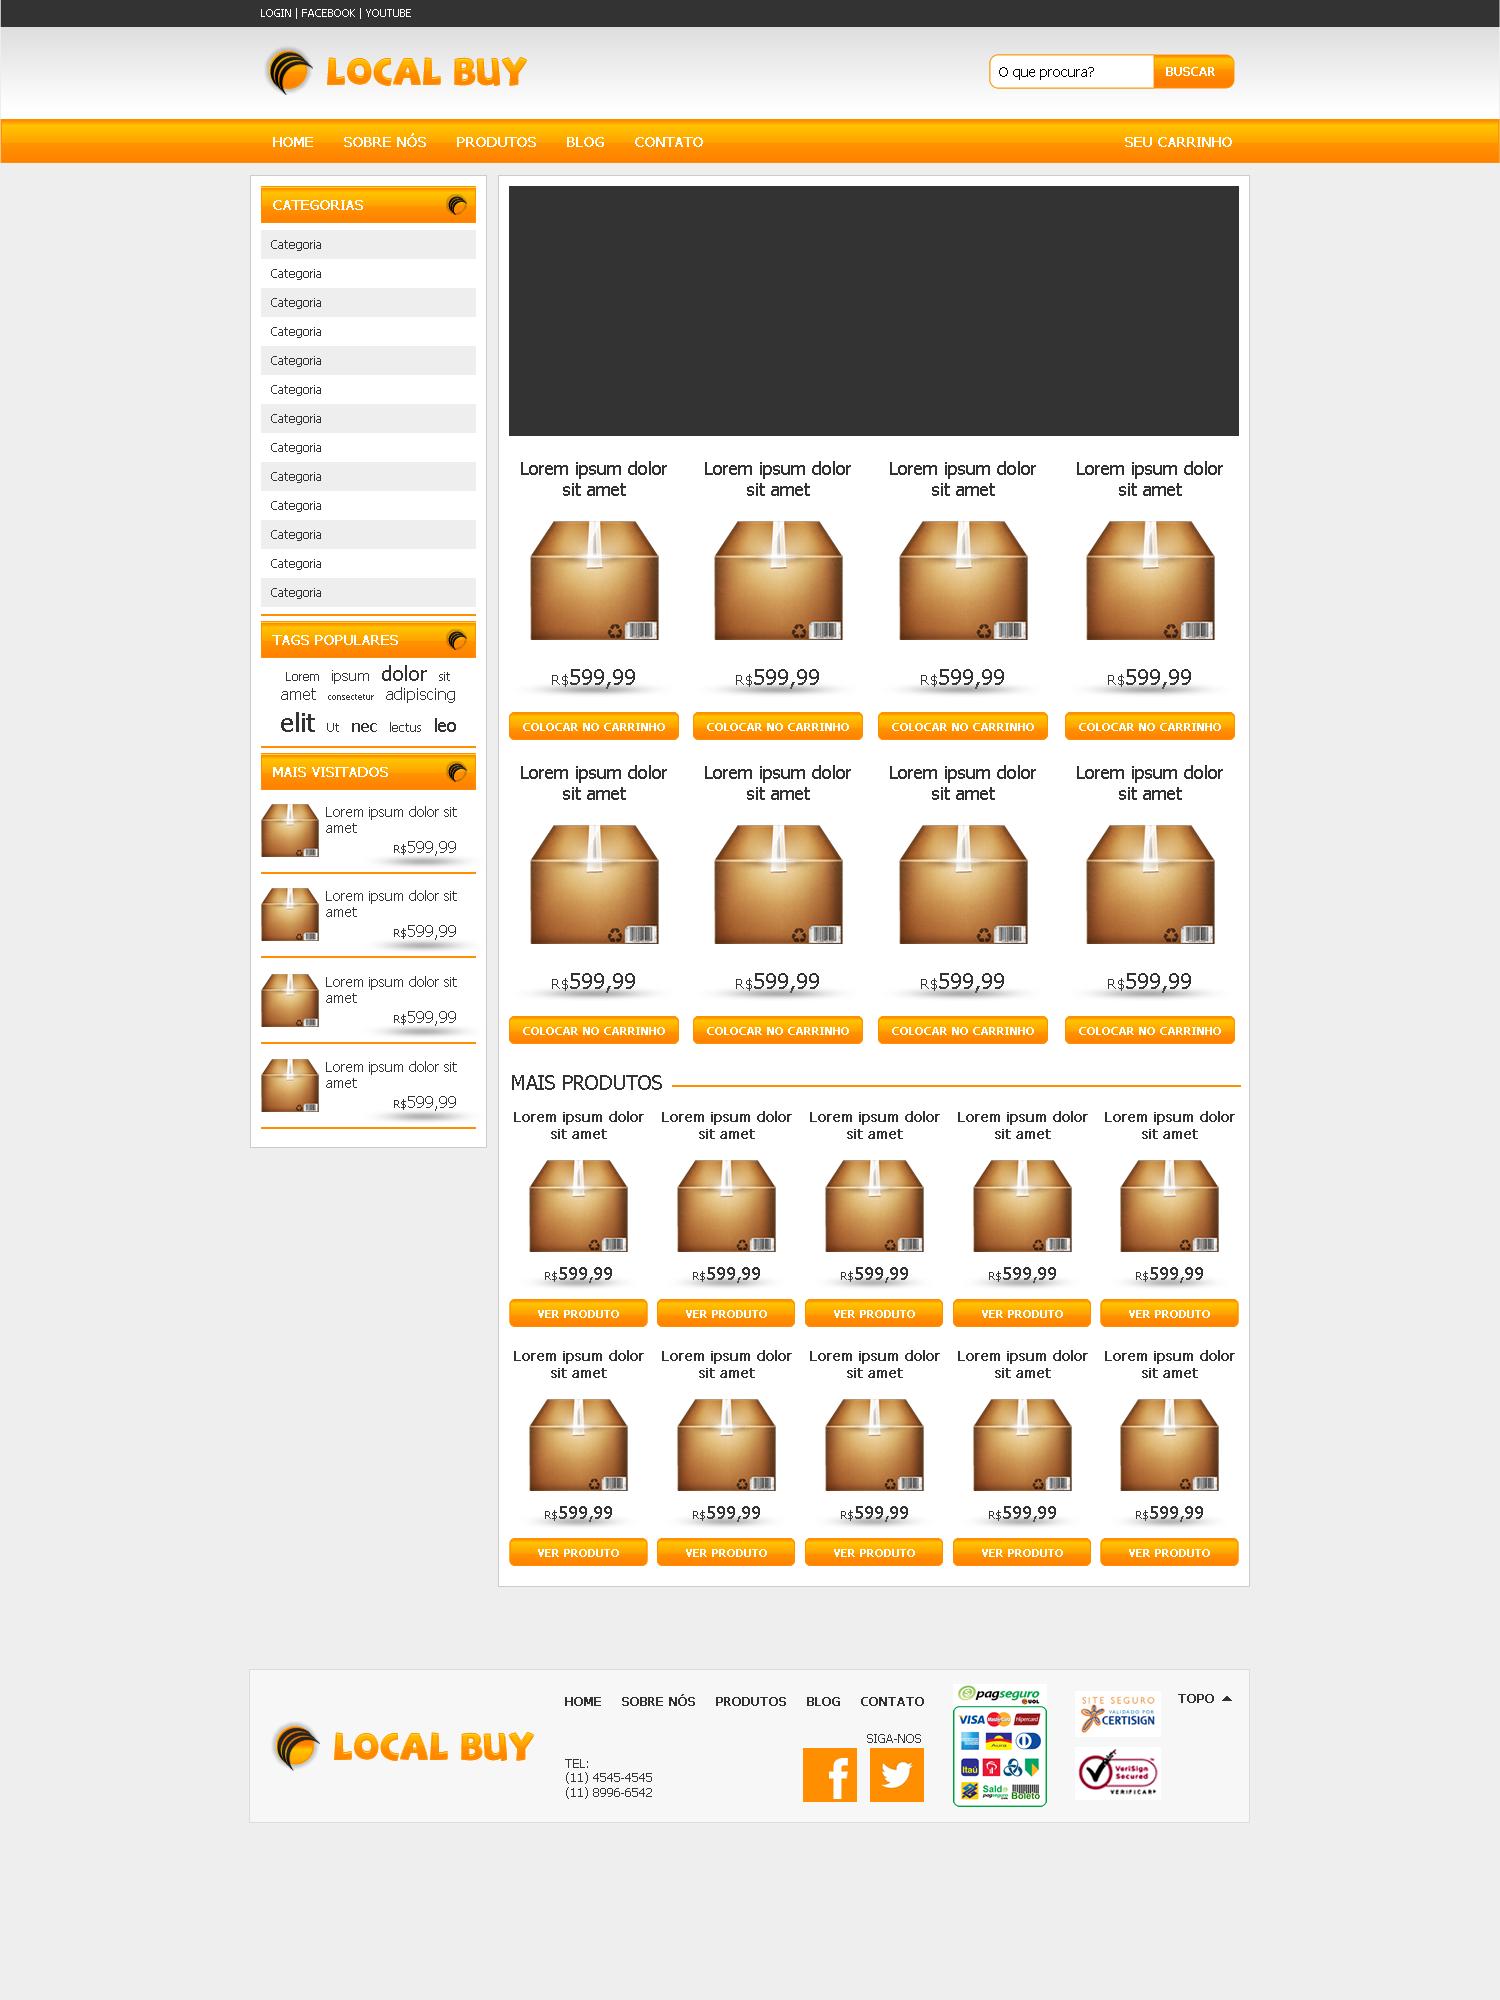 LOGIN | FACEBOOK | YOUTUBE
LOCAL BUY
O que procura?
BUSCAR
HOME SOBRE NÓS PRODUTOS BLOG CONTATO
SEU CARRINHO
CATEGORIAS
Categoria
Categoria
Categoria
Categoria
Categoria
Categoria
Categoria
Categoria
Categoria
Categoria
Categoria
Categoria
Categoria
TAGS POPULARES
Lorem ipsum dolor sit
amet consectetur adipiscing
elit Ut nec lectus leo
MAIS VISITADOS
Lorem ipsum dolor sit
amet
R$599,99
Lorem ipsum dolor sit
amet
R$599,99
Lorem ipsum dolor sit
amet
R$599,99
Lorem ipsum dolor sit
amet
R$599,99
Lorem ipsum dolor Lorem ipsum dolor Lorem ipsum dolor Lorem ipsum dolor
sit amet sit amet sit amet sit amet
R$599,99 R$599,99 R$599,99 R$599,99
COLOCAR NO CARRINHO COLOCAR NO CARRINHO COLOCAR NO CARRINHO COLOCAR NO CARRINHO
Lorem ipsum dolor Lorem ipsum dolor Lorem ipsum dolor Lorem ipsum dolor
sit amet sit amet sit amet sit amet
R$599,99 R$599,99 R$599,99 R$599,99
COLOCAR NO CARRINHO COLOCAR NO CARRINHO COLOCAR NO CARRINHO COLOCAR NO CARRINHO
MAIS PRODUTOS
Lorem ipsum dolor Lorem ipsum dolor Lorem ipsum dolor Lorem ipsum dolor Lorem ipsum dolor
sit amet sit amet sit amet sit amet sit amet
R$599,99 R$599,99 R$599,99 R$599,99 R$599,99
VER PRODUTO VER PRODUTO VER PRODUTO VER PRODUTO VER PRODUTO
Lorem ipsum dolor Lorem ipsum dolor Lorem ipsum dolor Lorem ipsum dolor Lorem ipsum dolor
sit amet sit amet sit amet sit amet sit amet
R$599,99 R$599,99 R$599,99 R$599,99 R$599,99
VER PRODUTO VER PRODUTO VER PRODUTO VER PRODUTO VER PRODUTO
LOCAL BUY
HOME SOBRE NÓS PRODUTOS BLOG CONTATO
TEL:
(11) 4545-4545
(11) 8996-6542
SIGA-NOS
pagseguro
UOL
VISA MasterCard Hipercard
Aura
Itaú
Saldo
pagseguro
Boleto
SITE SEGURO
VALIDADO POR
CERTISIGN
VeriSign
Secured
VERIFICAR
TOPO